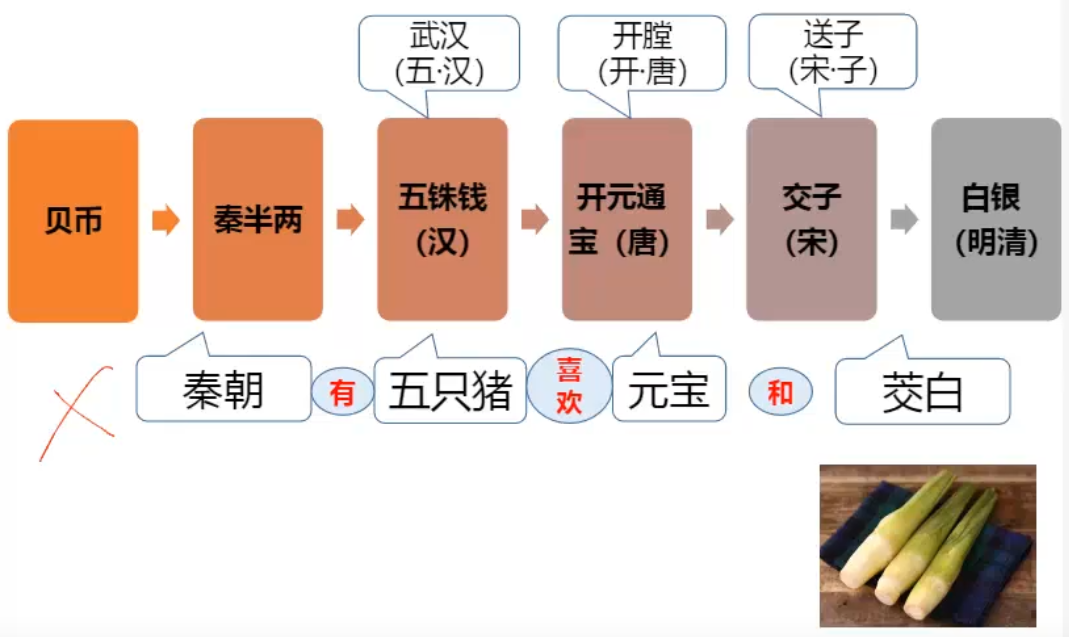 武汉
（五·汉）
开膛
（开·唐）
送子
（宋·子）
贝币
秦半两
五铢钱
（汉）
开元通
宝（唐）
交子
（宋）
白银
（明清）
秦朝
有
五只猪
喜
欢
元宝
和
茭白